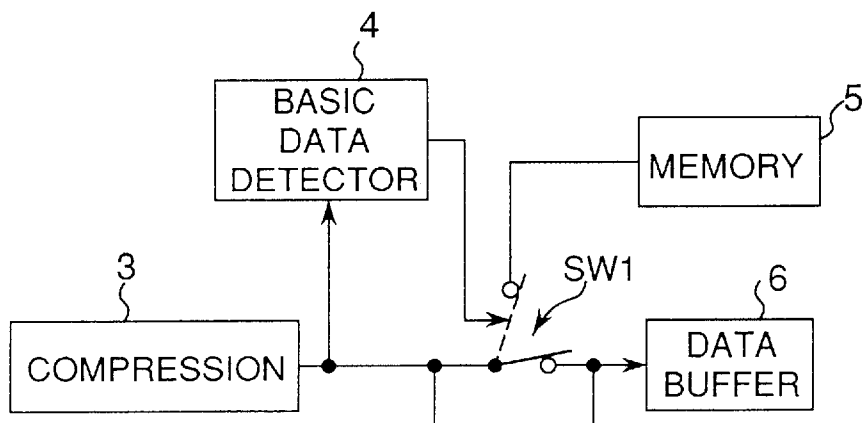 4
BASIC
DATA
DETECTOR
5
MEMORY
3
COMPRESSION
SW1
6
DATA
BUFFER